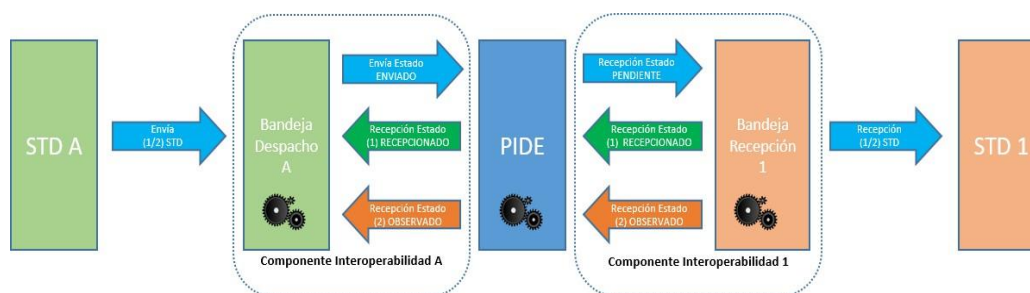 STD A
Envía
(1/2) STD
Bandeja
Despacho
A
Envía Estado
ENVIADO
Recepción Estado
(1) RECEPCIONADO
Recepción Estado
(2) OBSERVADO
Componente Interoperabilidad A
PIDE
Recepción Estado
PENDIENTE
Recepción Estado
(1) RECEPCIONADO
Recepción Estado
(2) OBSERVADO
Bandeja
Recepción
1
Componente Interoperabilidad 1
Recepción
(1/2) STD
STD 1